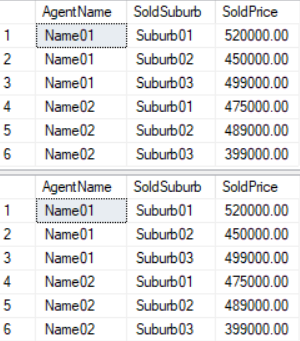 AgentName SoldSuburb SoldPrice
1 Name01 Suburb01 520000.00
2 Name01 Suburb02 450000.00
3 Name01 Suburb03 499000.00
4 Name02 Suburb01 475000.00
5 Name02 Suburb02 489000.00
6 Name02 Suburb03 399000.00
AgentName SoldSuburb SoldPrice
1 Name01 Suburb01 520000.00
2 Name01 Suburb02 450000.00
3 Name01 Suburb03 499000.00
4 Name02 Suburb01 475000.00
5 Name02 Suburb02 489000.00
6 Name02 Suburb03 399000.00